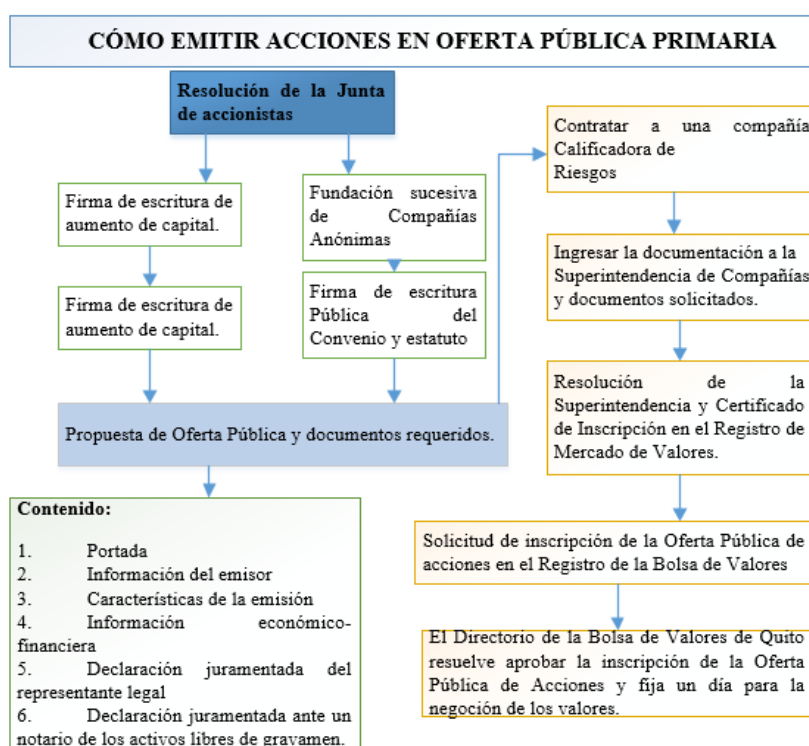 CÓMO EMITIR ACCIONES EN OFERTA PÚBLICA PRIMARIA
Resolución de la Junta
de accionistas
Firma de escritura de
aumento de capital.
Firma de escritura de
aumento de capital.
Fundación sucesiva
de Compañías
Anónimas
Firma de escritura
Pública del
Convenio y estatuto
Propuesta de Oferta Pública y documentos requeridos.
Contenido:
1. Portada
2. Información del emisor
3. Características de la emisión
4. Información económico-
financiera
5. Declaración juramentada del
representante legal
6. Declaración juramentada ante un
notario de los activos libres de gravamen.
Contratar a una compañía
Calificadora de
Riesgos
Ingresar la documentación a la
Superintendencia de Compañías
y documentos solicitados.
Resolución de la
Superintendencia y Certificado
de Inscripción en el Registro de
Mercado de Valores.
Solicitud de inscripción de la Oferta Pública de
acciones en el Registro de la Bolsa de Valores
El Directorio de la Bolsa de Valores de Quito
resuelve aprobar la inscripción de la Oferta
Pública de Acciones y fija un día para la
negoción de los valores.